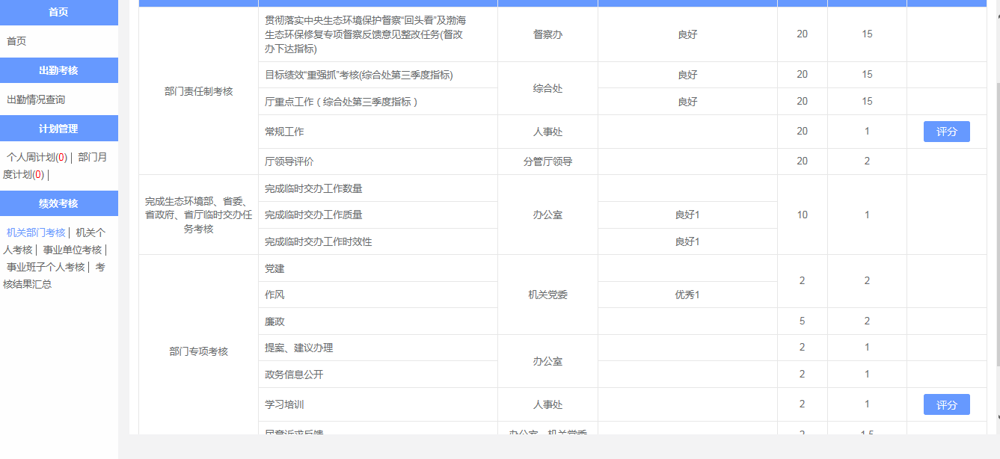 首页
首页
出勤考核
出勤情况查询
计划管理
个人周计划(0)│ 部门月
度计划(0)│
绩效考核
机关部门考核│ 机关个
人考核│ 事业单位考核│
事业班子个人考核│ 考
核结果汇总
部门责任制考核
贯彻落实中央生态环境保护督察“回头看”及渤海
生态环保修复专项督察反馈意见整改任务(督改
办下达指标)
督察办
良好
20
15
目标绩效“重强抓”考核(综合处第三季度指标)
综合处
良好
20
15
厅重点工作（综合处第三季度指标）
良好
20
15
常规工作
人事处
20
1
评分
厅领导评价
分管厅领导
20
2
完成生态环境部、省委、
省政府、省厅临时交办任
务考核
完成临时交办工作数量
办公室
10
1
完成临时交办工作质量
良好1
完成临时交办工作时效性
良好1
部门专项考核
党建
机关党委
2
2
作风
优秀1
廉政
5
2
提案、建议办理
办公室
2
1
政务信息公开
2
1
学习培训
人事处
2
1
评分
办公室、机关党委
2
1.5